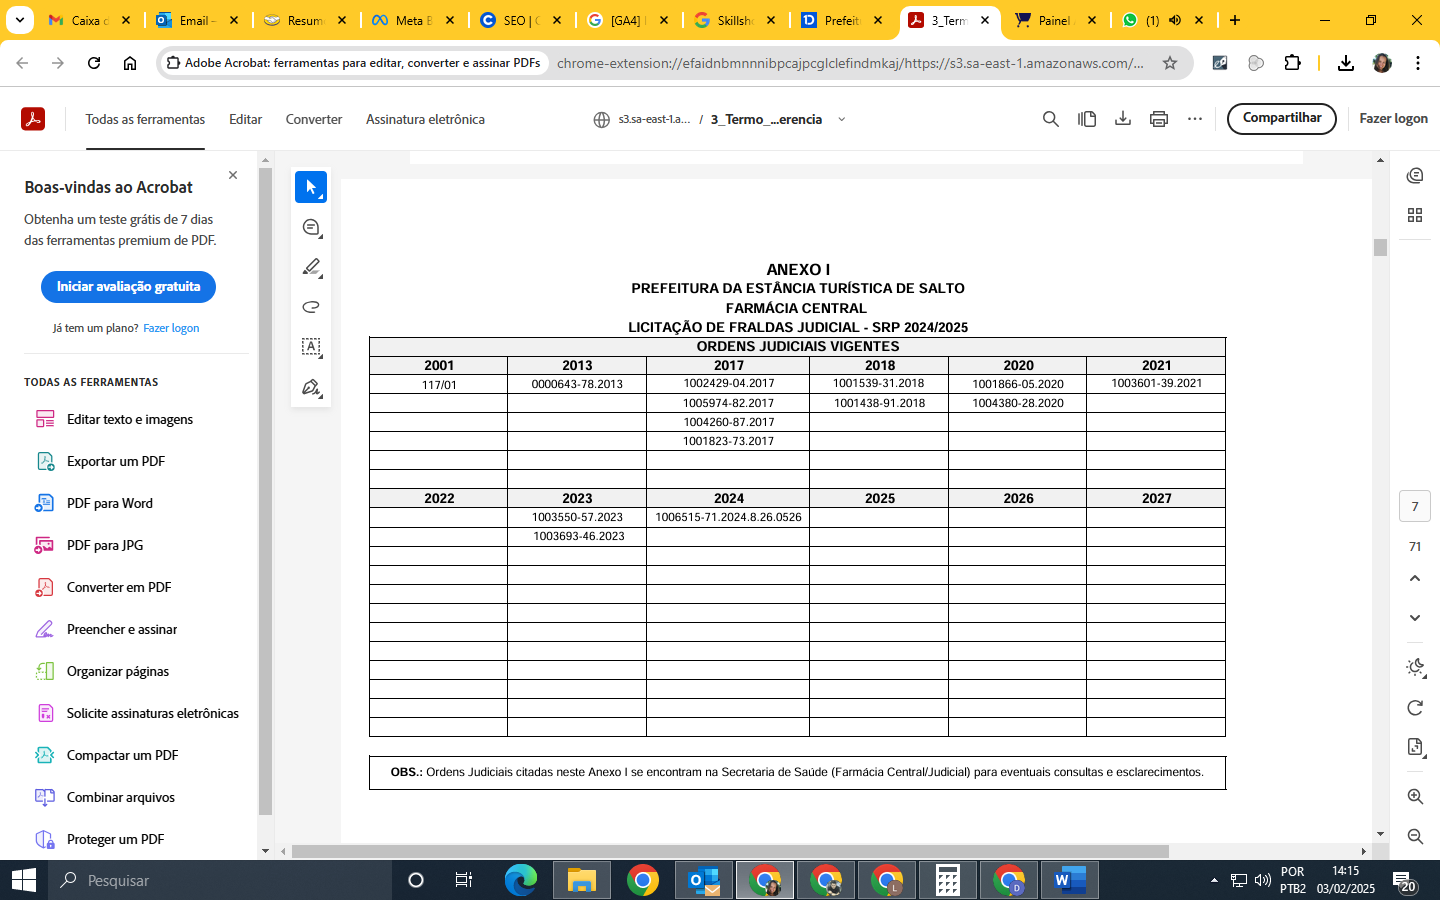 Caixa d
Email –
Resum
Meta B
SEO | C
[GA4] I
Skillsh
Prefeit
3_Term
Painel
(1)
Adobe Acrobat: ferramentas para editar, converter e assinar PDFs
chrome-extension://efaidnbmnnnibpcajpcglclefindmkaj/https://s3.sa-east-1.amazonaws.com/...
Todas as ferramentas
Editar
Converter
Assinatura eletrônica
s3.sa-east-1.a... / 3_Termo_...erencia
Compartilhar
Fazer logon
Boas-vindas ao Acrobat
Obtenha um teste grátis de 7 dias
das ferramentas premium de PDF.
Iniciar avaliação gratuita
Já tem um plano? Fazer logon
TODAS AS FERRAMENTAS
Editar texto e imagens
Exportar um PDF
PDF para Word
PDF para JPG
Converter em PDF
Preencher e assinar
Organizar páginas
Solicite assinaturas eletrônicas
Compactar um PDF
Combinar arquivos
Proteger um PDF
ANEXO I
PREFEITURA DA ESTÂNCIA TURÍSTICA DE SALTO
FARMÁCIA CENTRAL
LICITAÇÃO DE FRALDAS JUDICIAL - SRP 2024/2025
ORDENS JUDICIAIS VIGENTES
2001 2013 2017 2018 2020 2021
117/01 0000643-78.2013 1002429-04.2017 1001539-31.2018 1001866-05.2020 1003601-39.2021
1005974-82.2017 1001438-91.2018 1004380-28.2020
1004260-87.2017
1001823-73.2017
2022 2023 2024 2025 2026 2027
1003550-57.2023 1006515-71.2024.8.26.0526
1003693-46.2023
OBS.: Ordens Judiciais citadas neste Anexo I se encontram na Secretaria de Saúde (Farmácia Central/Judicial) para eventuais consultas e esclarecimentos.
7
71
Pesquisar
POR
PTB2
14:15
03/02/2025
20